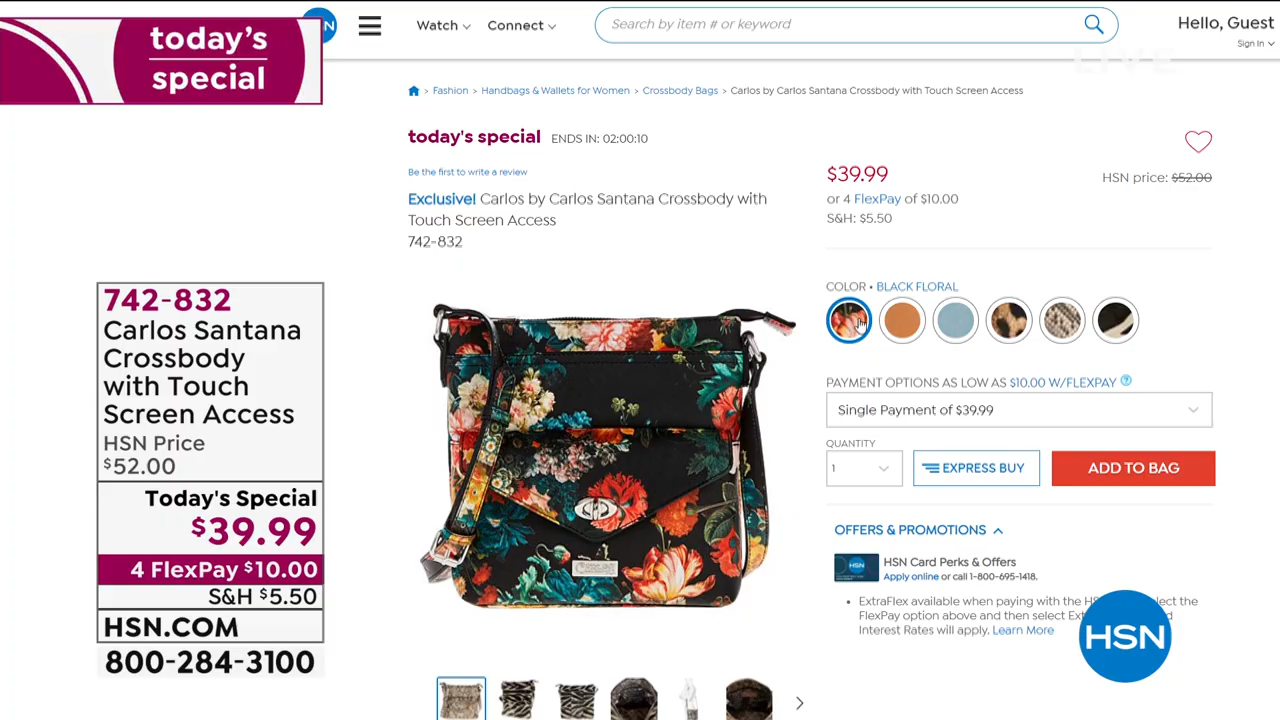 today's
special
N
Watch
Connect
Search by item # or keyword
Hello, Guest
Sign In
LIVE
> Fashion > Handbags & Wallets for Women > Crossbody Bags > Carlos by Carlos Santana Crossbody with Touch Screen Access
today's special ENDS IN: 02:00:10
Be the first to write a review
Exclusive! Carlos by Carlos Santana Crossbody with
Touch Screen Access
742-832
$39.99
HSN price: $52.00
or 4 FlexPay of $10.00
S&H: $5.50
COLOR • BLACK FLORAL
PAYMENT OPTIONS AS LOW AS $10.00 W/FLEXPAY ?
Single Payment of $39.99
QUANTITY
1
EXPRESS BUY
ADD TO BAG
OFFERS & PROMOTIONS
HSN
HSN Card Perks & Offers
Apply online or call 1-800-695-1418.
• ExtraFlex available when paying with the the
FlexPay option above and then select
Interest Rates will apply. Learn More
HSN
742-832
Carlos Santana
Crossbody
with Touch
Screen Access
HSN Price
$52.00
Today's Special
$39.99
4 FlexPay $10.00
S&H $5.50
HSN.COM
800-284-3100